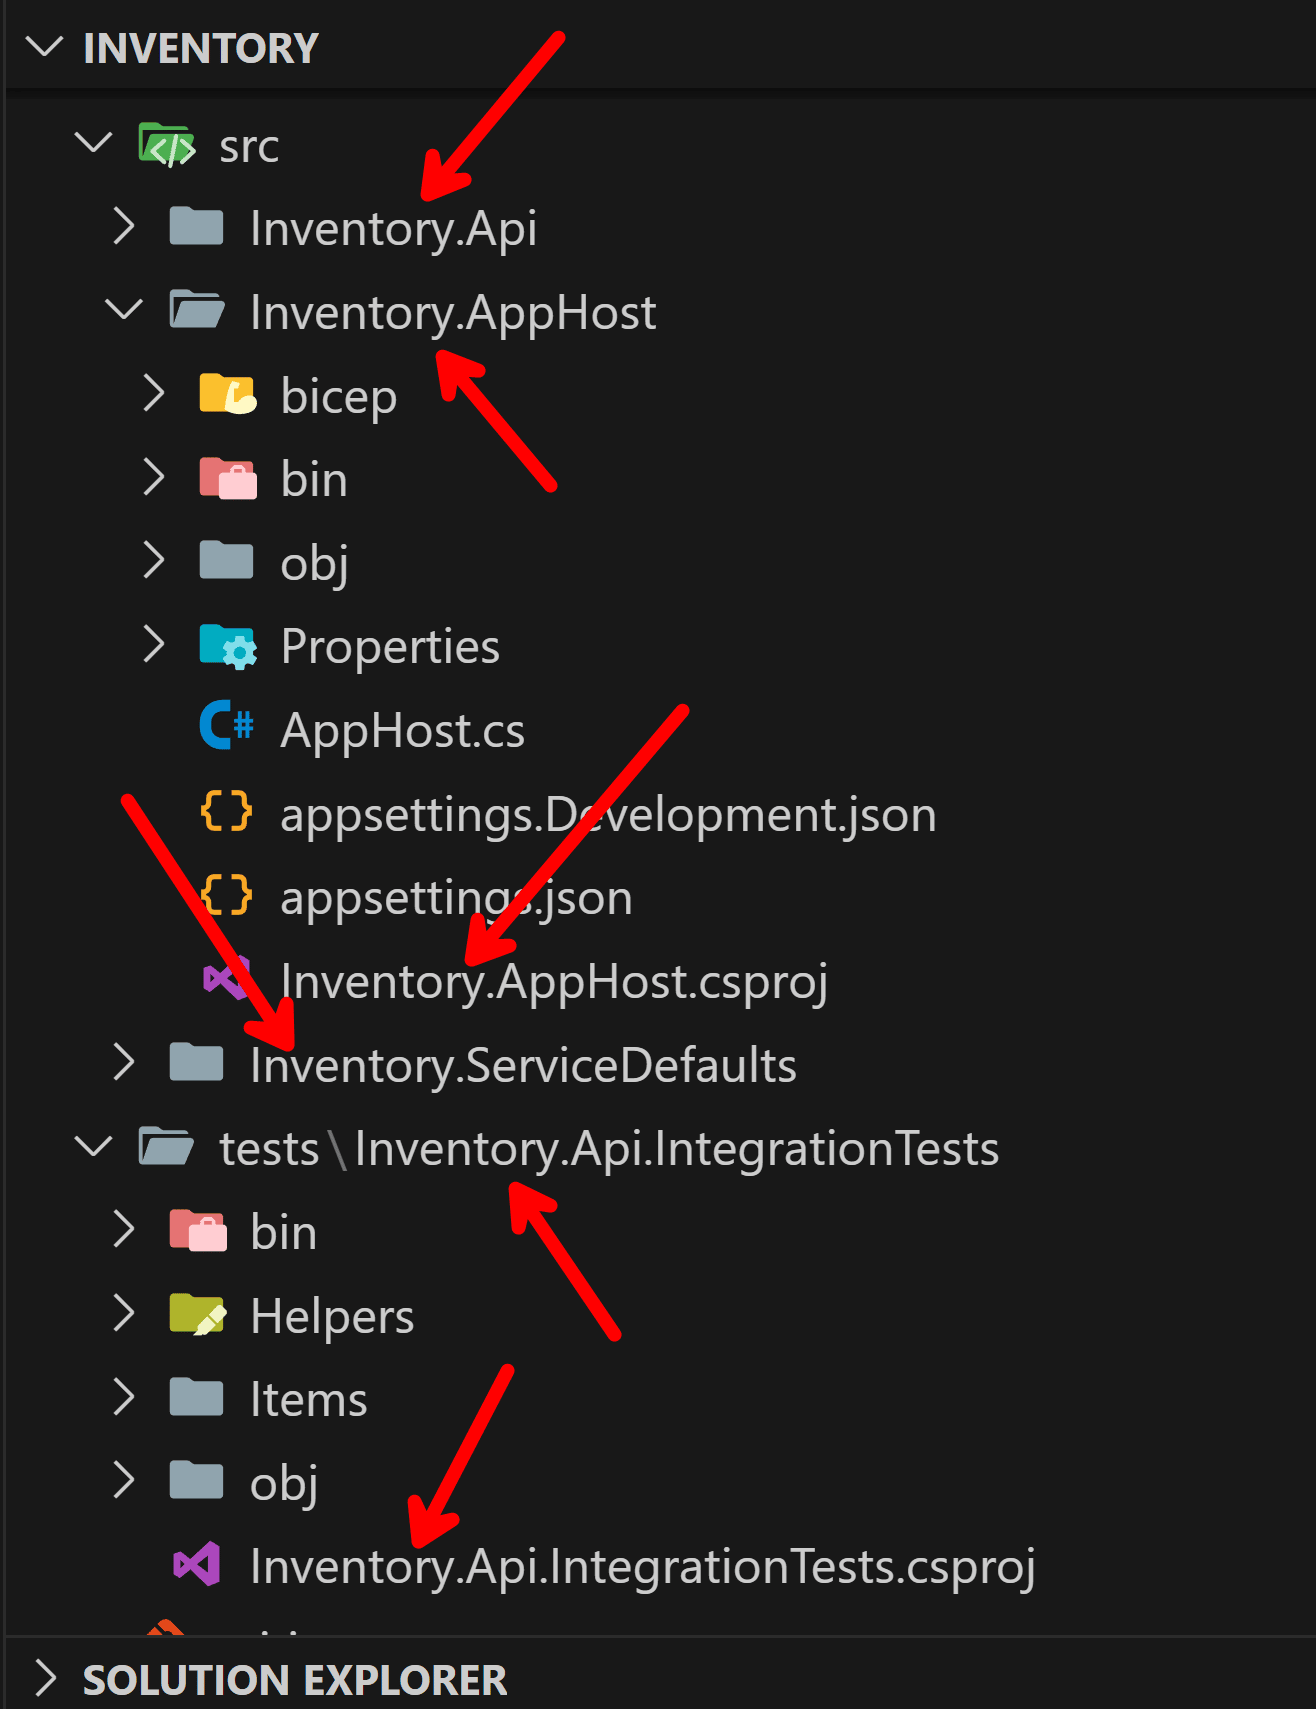 INVENTORY
src
Inventory.Api
Inventory.AppHost
bicep
bin
obj
Properties
C# AppHost.cs
{} appsettings.Development.json
{} appsettings.json
Inventory.AppHost.csproj
Inventory.ServiceDefaults
tests\Inventory.Api.IntegrationTests
bin
Helpers
Items
obj
Inventory.Api.IntegrationTests.csproj
SOLUTION EXPLORER